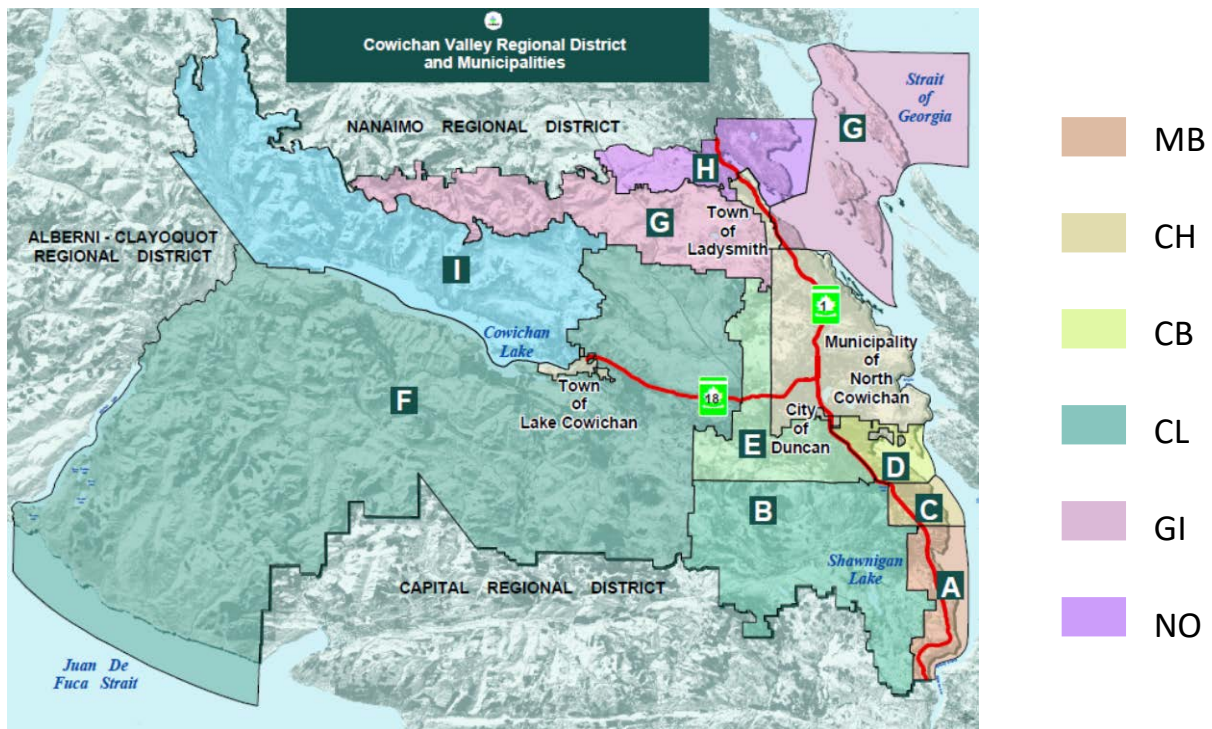 Cowichan Valley Regional District
and Municipalities
Strait
of
Georgia
NANAIMO REGIONAL DISTRICT
G
H
Town
of
Ladysmith
G
ALBERNI - CLAYOQUOT
REGIONAL DISTRICT
I
1
Cowichan
Lake
Municipality
of
North
Cowichan
F
Town
of
Lake Cowichan
18
City
of
Duncan
E
D
B
C
Shawnigan
Lake
A
CAPITAL REGIONAL DISTRICT
Juan De
Fuca Strait
MB
CH
CB
CL
GI
NO